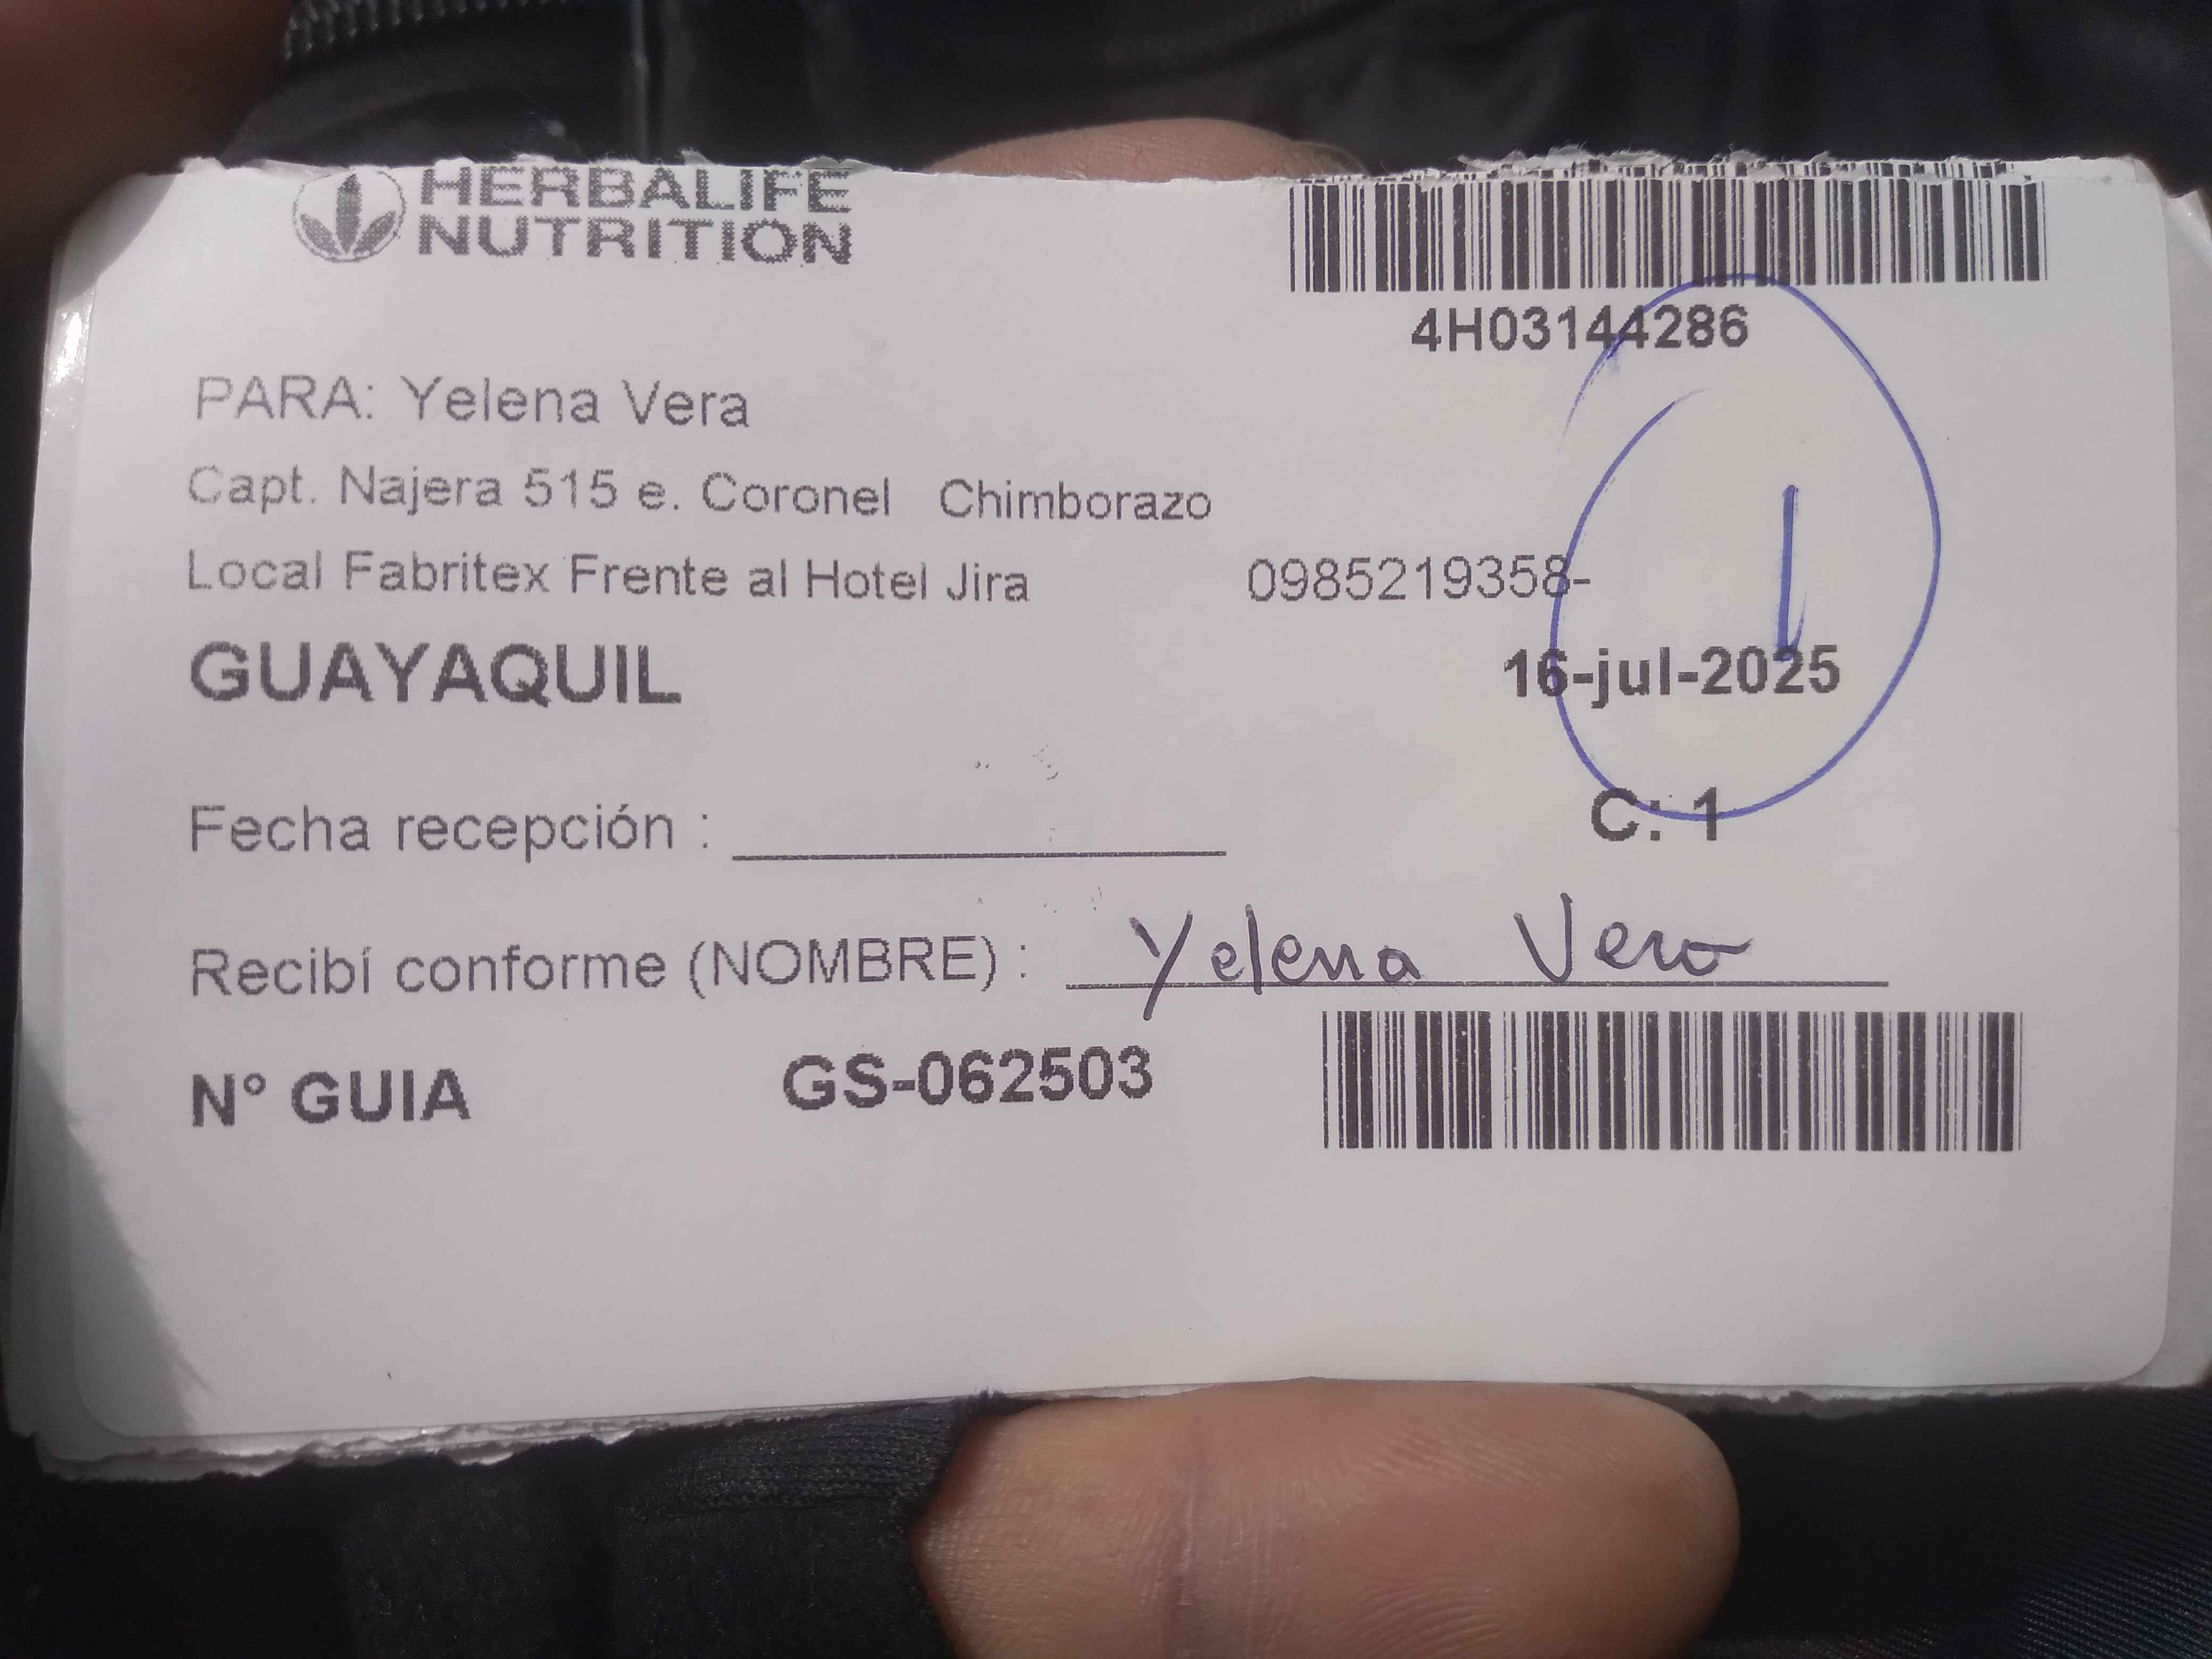 HERBALIFE
NUTRITION
4H03144286
PARA: Yelena Vera
Capt. Najera 515 e. Coronel Chimborazo
Local Fabritex Frente al Hotel Jira 0985219358-
GUAYAQUIL 16-jul-2025
1
Fecha recepción : C: 1
Recibí conforme (NOMBRE) : Yelena Vera
N° GUIA GS-062503